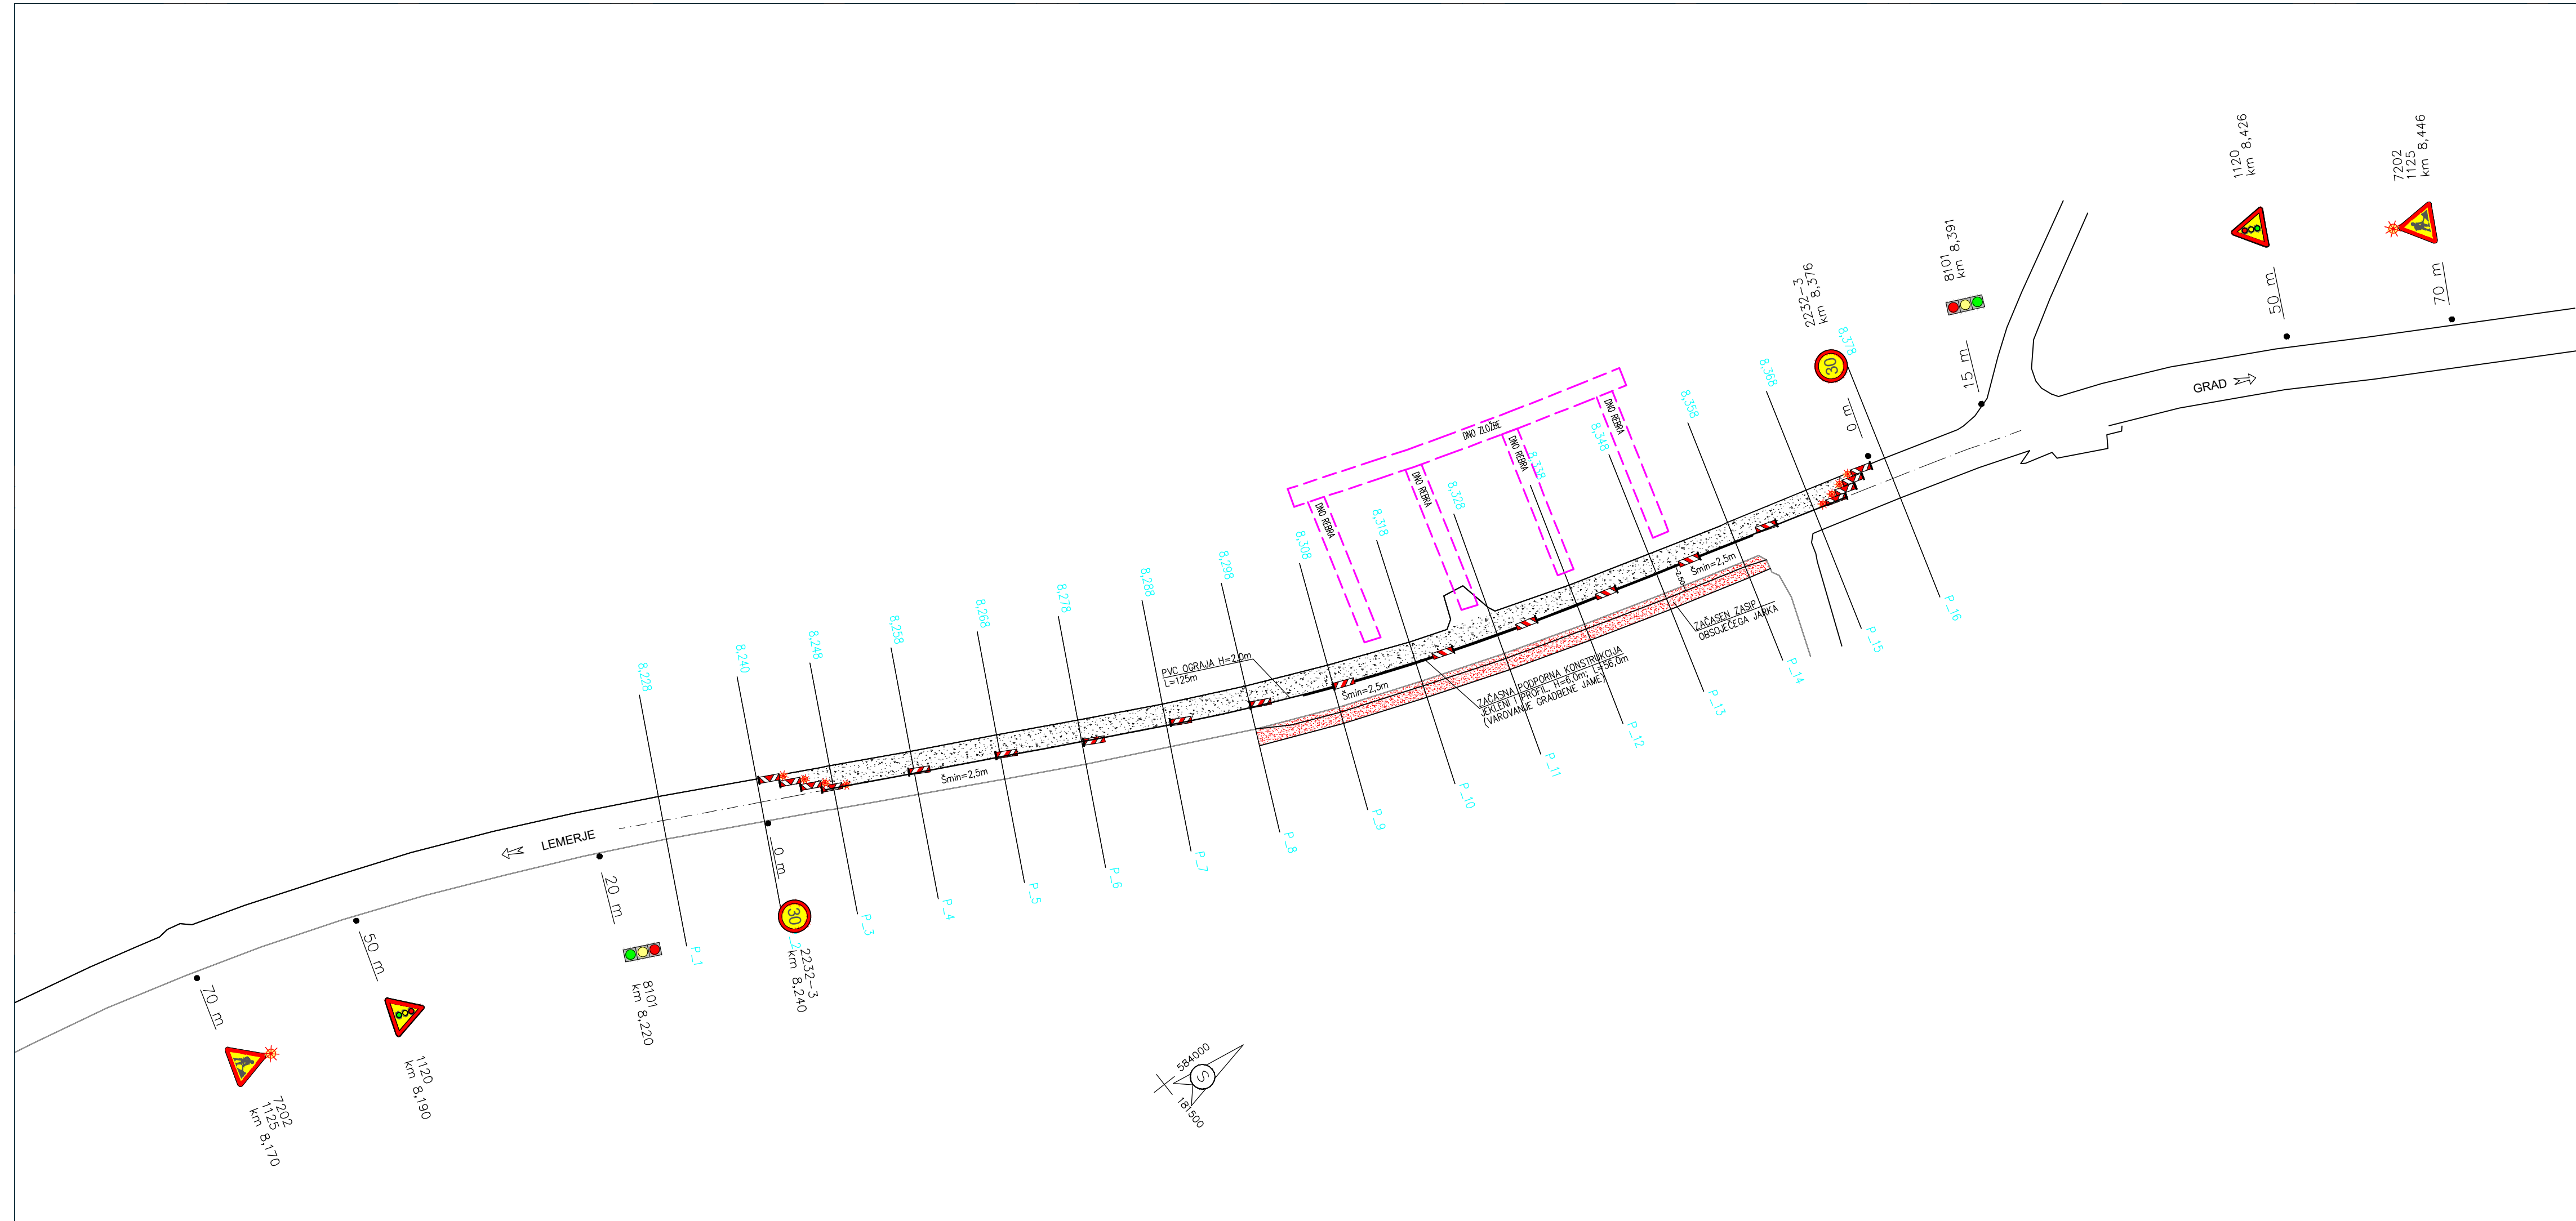 1120
km 8,426
7202
1125
km 8,446
50 m
70 m
8101
km 8,391
15 m
2232-3
km 8,376
30
0 m
GRAD
8,378
8,368
8,358
8,348
8,338
8,328
8,318
8,308
8,298
8,288
8,278
8,268
8,258
8,248
8,240
8,228
DNO ZLOŽBE
DNO REBRA
DNO REBRA
DNO REBRA
DNO REBRA
PVC OGRAJA H=2,0m
L=125m
Šmin=2,5m
Šmin=2,5m
Šmin=2,5m
ZAČASEN ZASIP
OBSOJEČEGA JARKA
ZAČASNA PODPORNA KONSTRUKCIJA
JEKLENI I PROFIL, H=6,0m; L=56,0m
(VAROVANJE GRADBENE JAME)
P_16
P_15
P_14
P_13
P_12
P_11
P_10
P_9
P_8
P_7
P_6
P_5
P_4
P_3
P_1
LEMERJE
0 m
30
2232-3
km 8,240
20 m
8101
km 8,220
50 m
1120
km 8,190
70 m
7202
1125
km 8,170
584000
S
181500